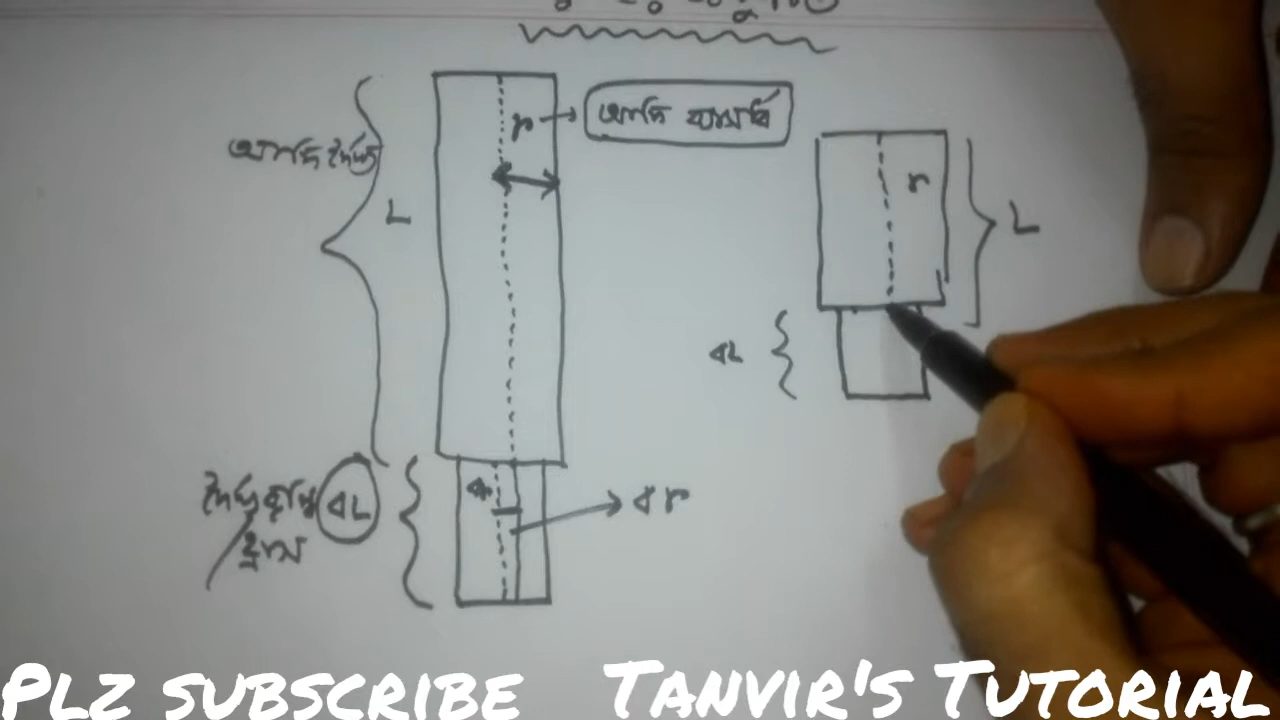 r → আদি ব্যাসার্ধ
আদি দৈর্ঘ্য
L
r
L
ΔL
দৈর্ঘ্য বৃদ্ধি ΔL
/হ্রাস
Δr
PLZ SUBSCRIBE TANVIR'S TUTORIAL